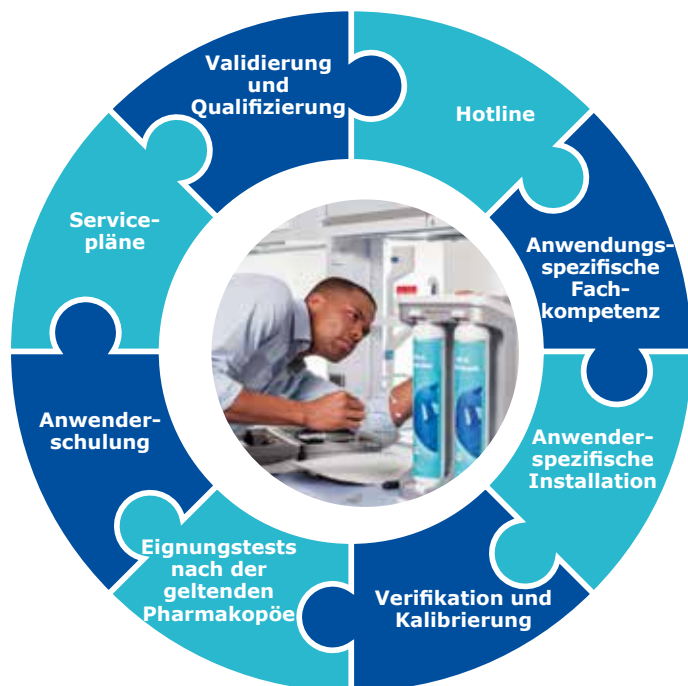 Validierung
und
Qualifizierung
Hotline
Anwendungs-
spezifische
Fach-
kompetenz
Anwender-
spezifische
Installation
Verifikation und
Kalibrierung
Eignungstests
nach der
geltenden
Pharmakopöe
Anwender-
schulung
Service-
pläne